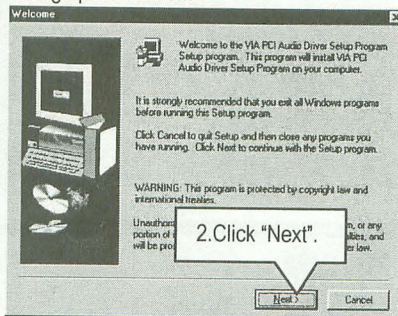 Welcome
Welcome to the VIA PCI Audio Driver Setup Program
Setup program. This program will install VIA PCI
Audio Driver Setup Program on your computer.
It is strongly recommended that you exit all Windows programs
before running this Setup program.
Click Cancel to quit Setup and then close any programs you
have running. Click Next to continue with the Setup program.
WARNING: This program is protected by copyright law and
international treaties.
or any
portion of
and
will be
law.
2.Click “Next”.
Next >
Cancel